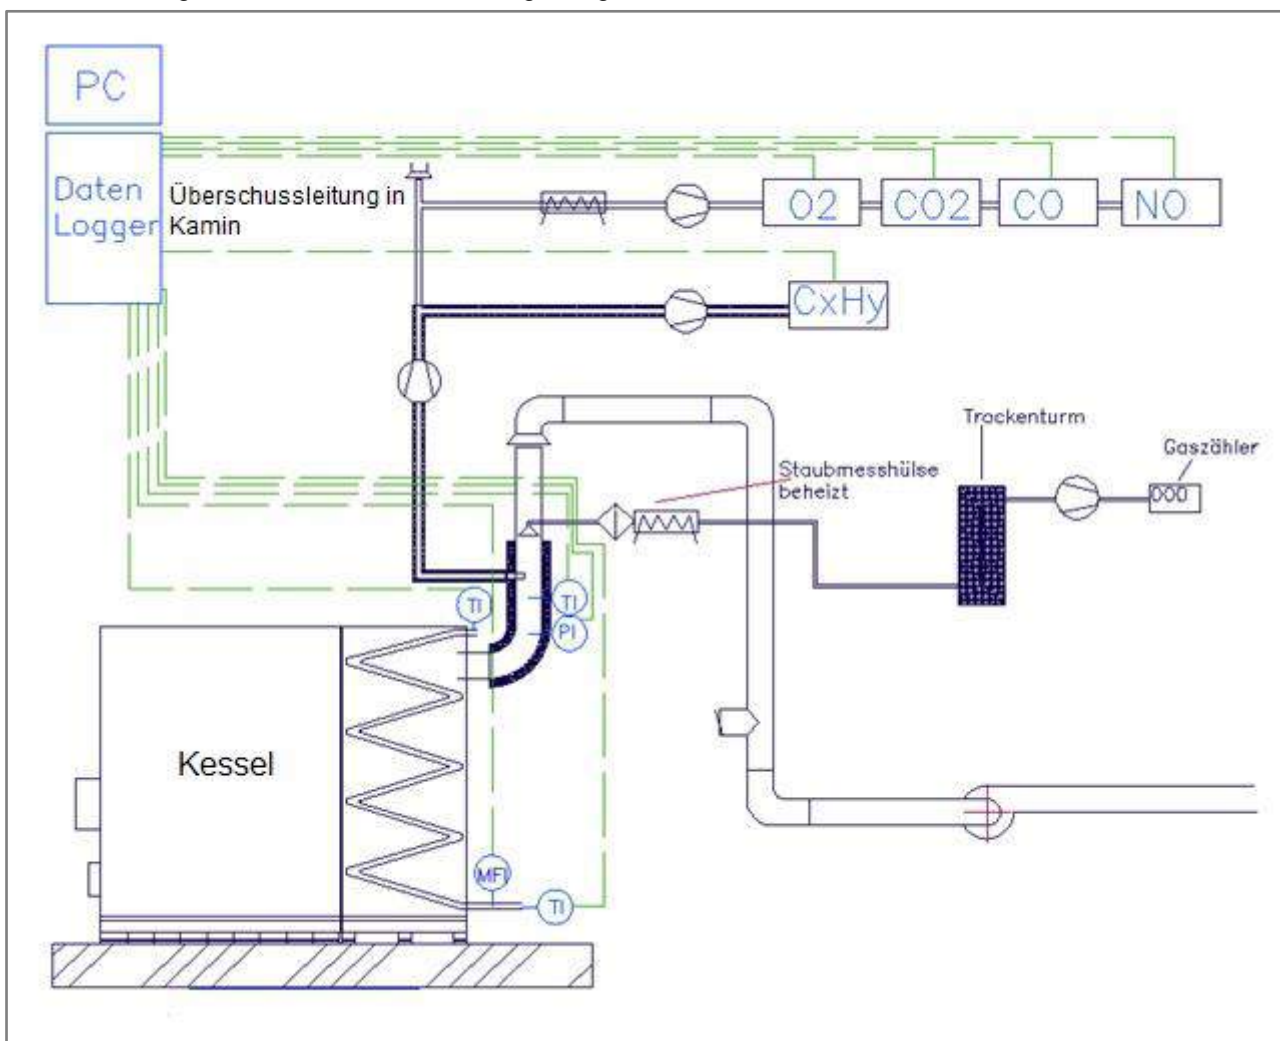 PC
Daten
Logger
Überschussleitung in
Kamin
O2
CO2
CO
NO
CxHy
Trockenturm
Gaszähler
Staubmesshülse
beheizt
000
TI
TI
PI
Kessel
MFI
TI